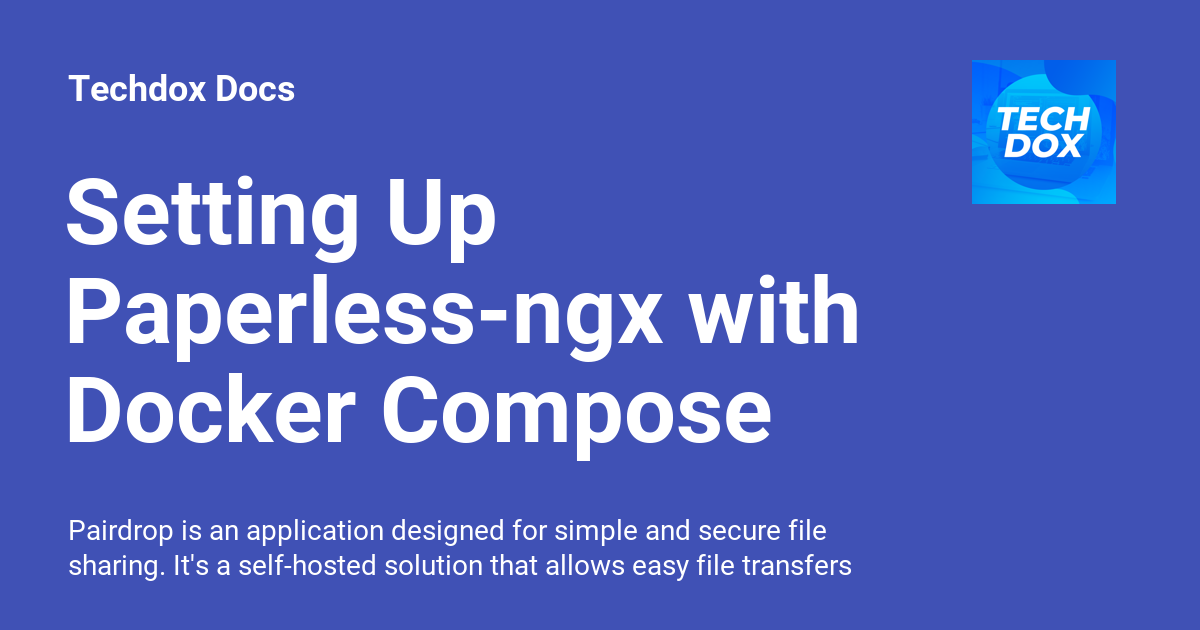 Techdox Docs
TECH
DOX
Setting Up
Paperless-ngx with
Docker Compose
Pairdrop is an application designed for simple and secure file
sharing. It's a self-hosted solution that allows easy file transfers